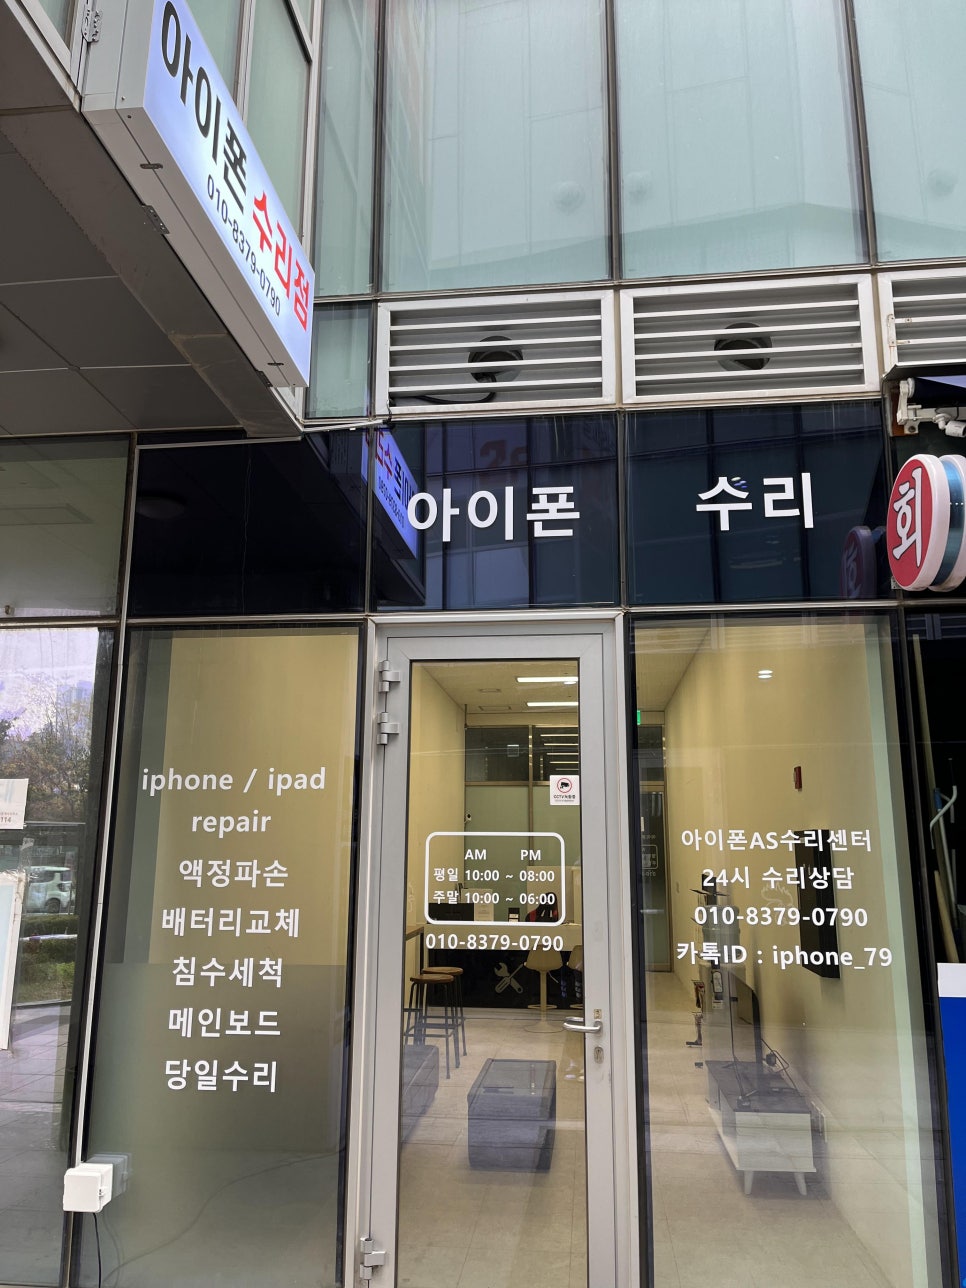 아이폰 수리점
010-8379-0790
아이폰 수리
회
iphone / ipad
repair
액정파손
배터리교체
침수세척
메인보드
당일수리
AM PM
평일 10:00 ~ 08:00
주말 10:00 ~ 06:00
010-8379-0790
아이폰AS수리센터
24시 수리상담
010-8379-0790
카톡ID : iphone_79
114